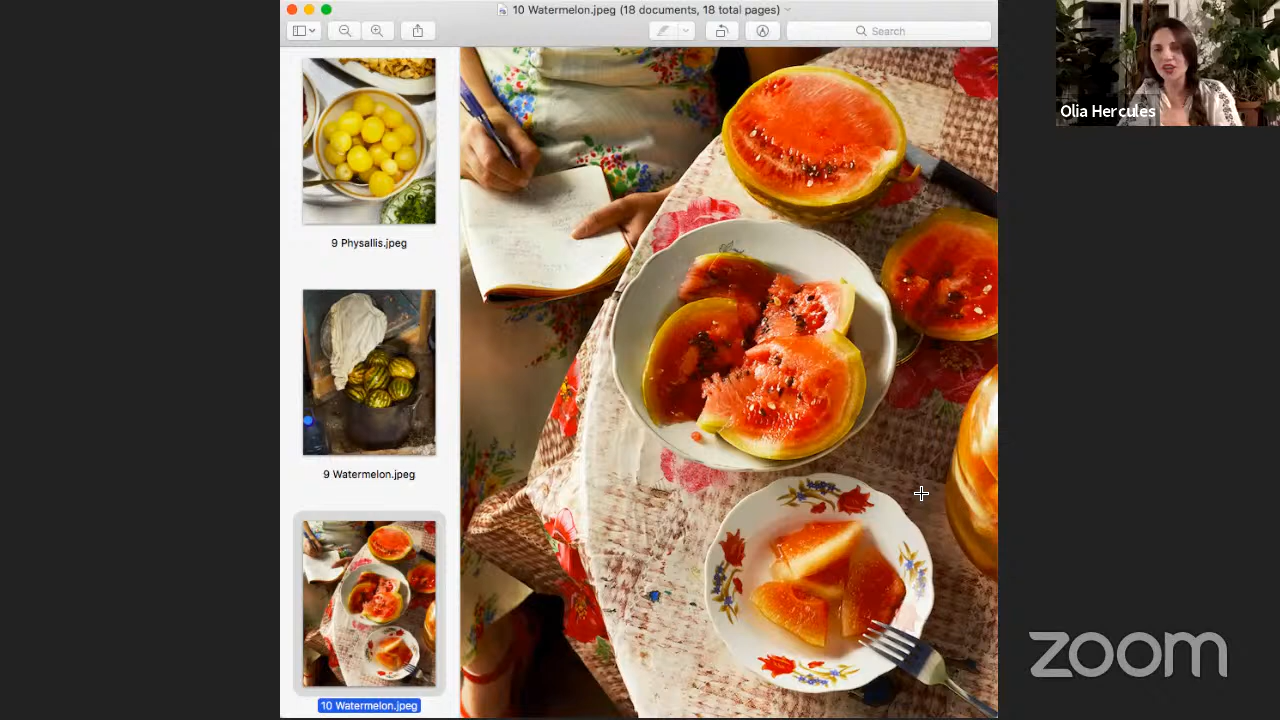 10 Watermelon.jpeg (18 documents, 18 total pages)
Search
9 Physallis.jpeg
9 Watermelon.jpeg
10 Watermelon.jpeg
Olia Hercules
zoom